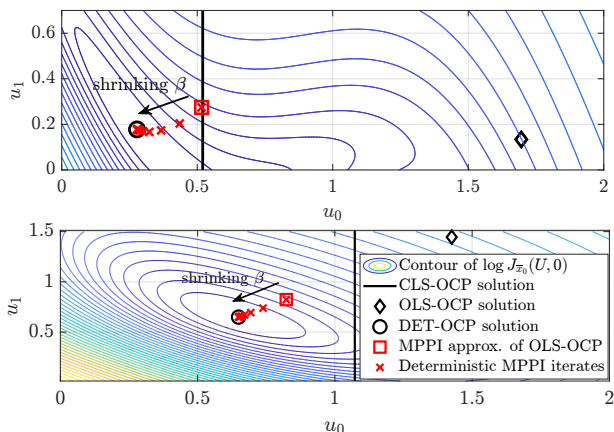 0.6
0.4
0.2
0
u₁
shrinking β
0
0.5
1
1.5
2
u₀
1.5
1
0.5
u₁
shrinking β
Contour of log J_{x̅₀}(U, 0)
CLS-OCP solution
OLS-OCP solution
DET-OCP solution
MPPI approx. of OLS-OCP
Deterministic MPPI iterates
0
0.5
1
1.5
2
u₀